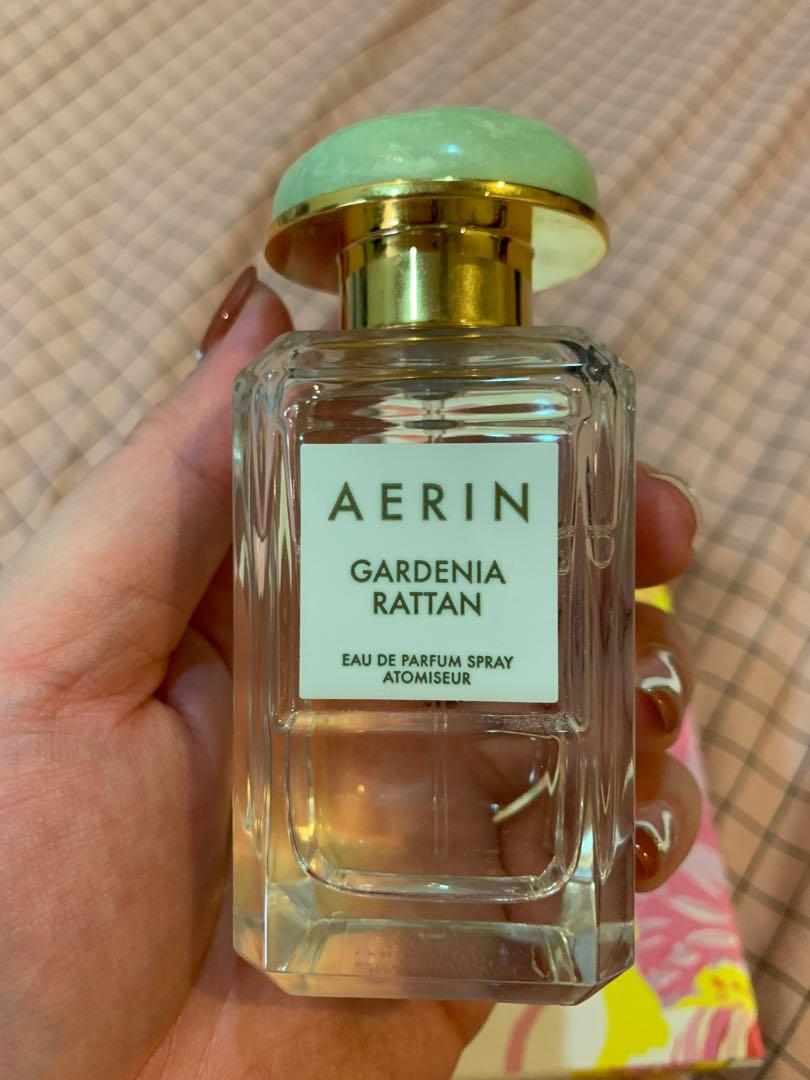 AERIN
GARDENIA
RATTAN
EAU DE PARFUM SPRAY
ATOMISEUR